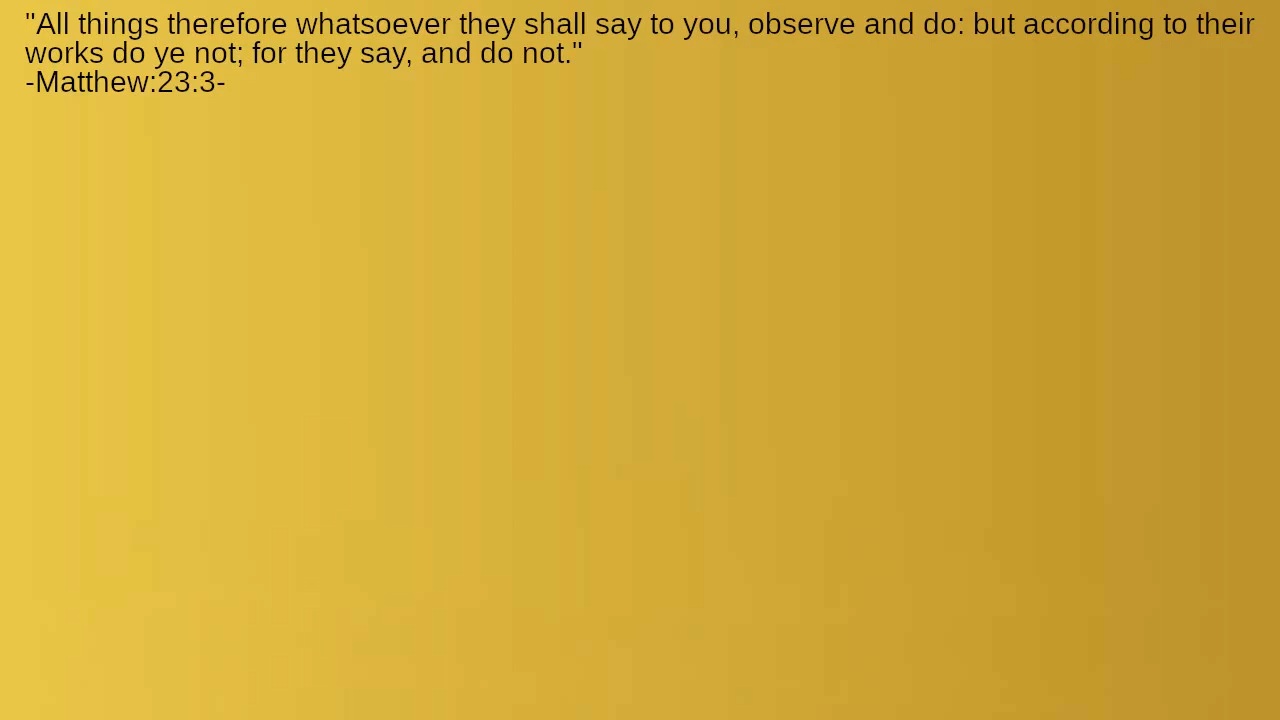 "All things therefore whatsoever they shall say to you, observe and do: but according to their
works do ye not; for they say, and do not."
-Matthew:23:3-